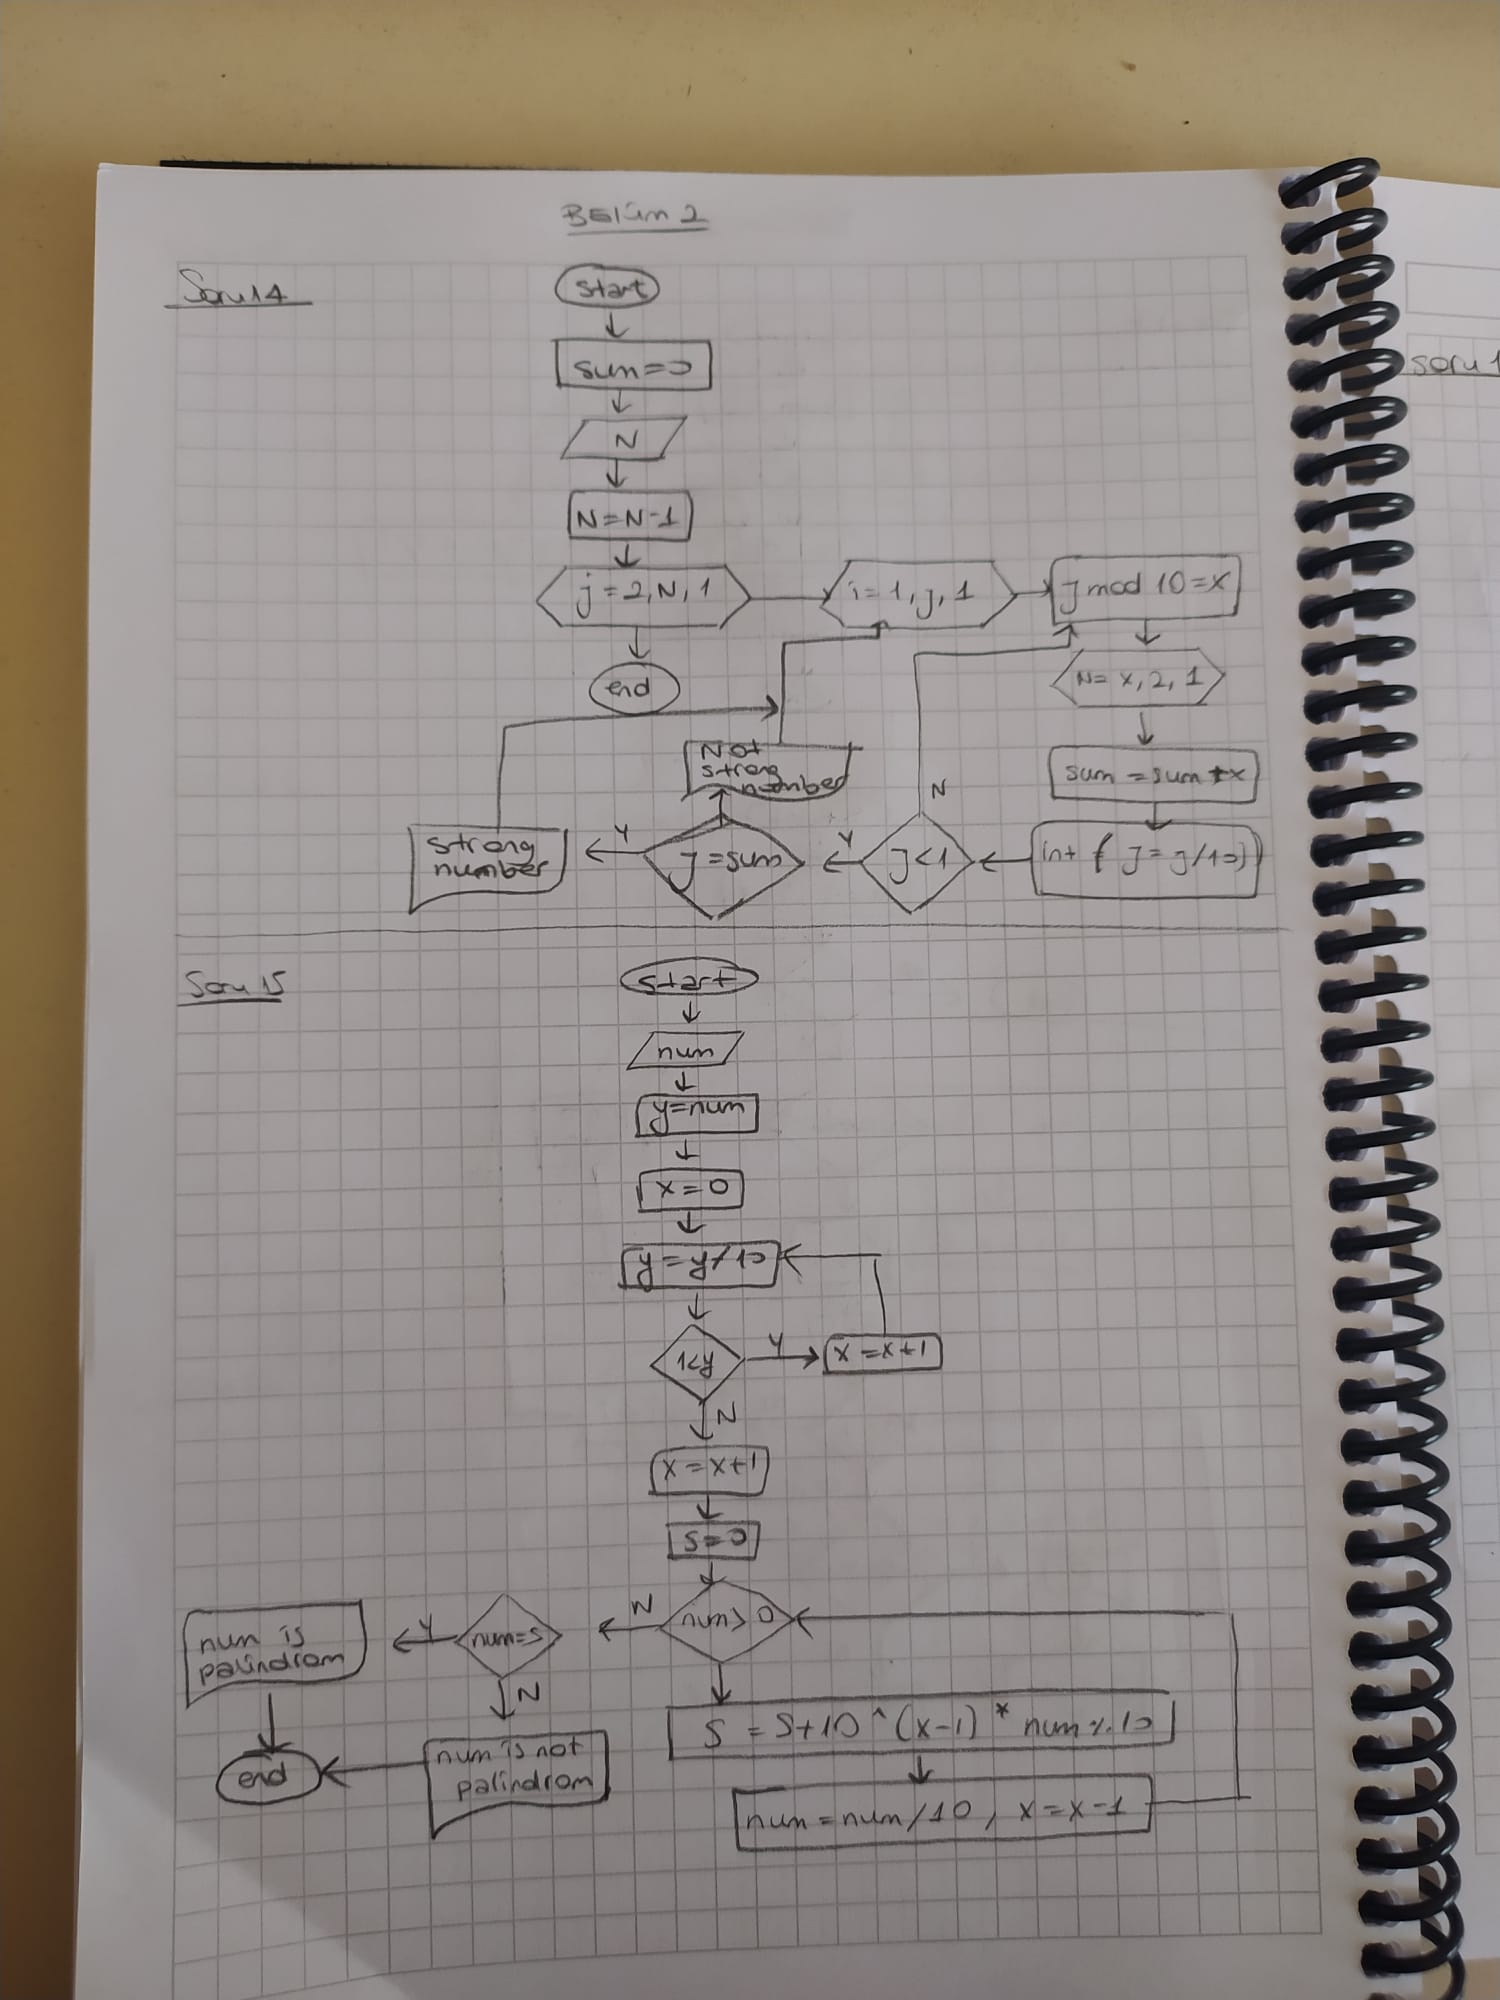 Bölüm 2
Soru 14
start
sum=0
N
N=N-1
j=2,N,1
i=1,j,1
j mod 10=x
end
N= x,2,1
Not
strong
number
sum =sum +x
N
strong
number
Y
j=sum
Y
j<1
int ( j= j/10)
Soru 15
start
num
y=num
x=0
y=y/10
1<y
Y
x=x+1
N
x=x+1
s=0
num is
palindrom
Y
num=s
N
num>0
N
S =S+10^(x-1)*num%10
end
num is not
palindrom
num=num/10, x=x-1
soru 1